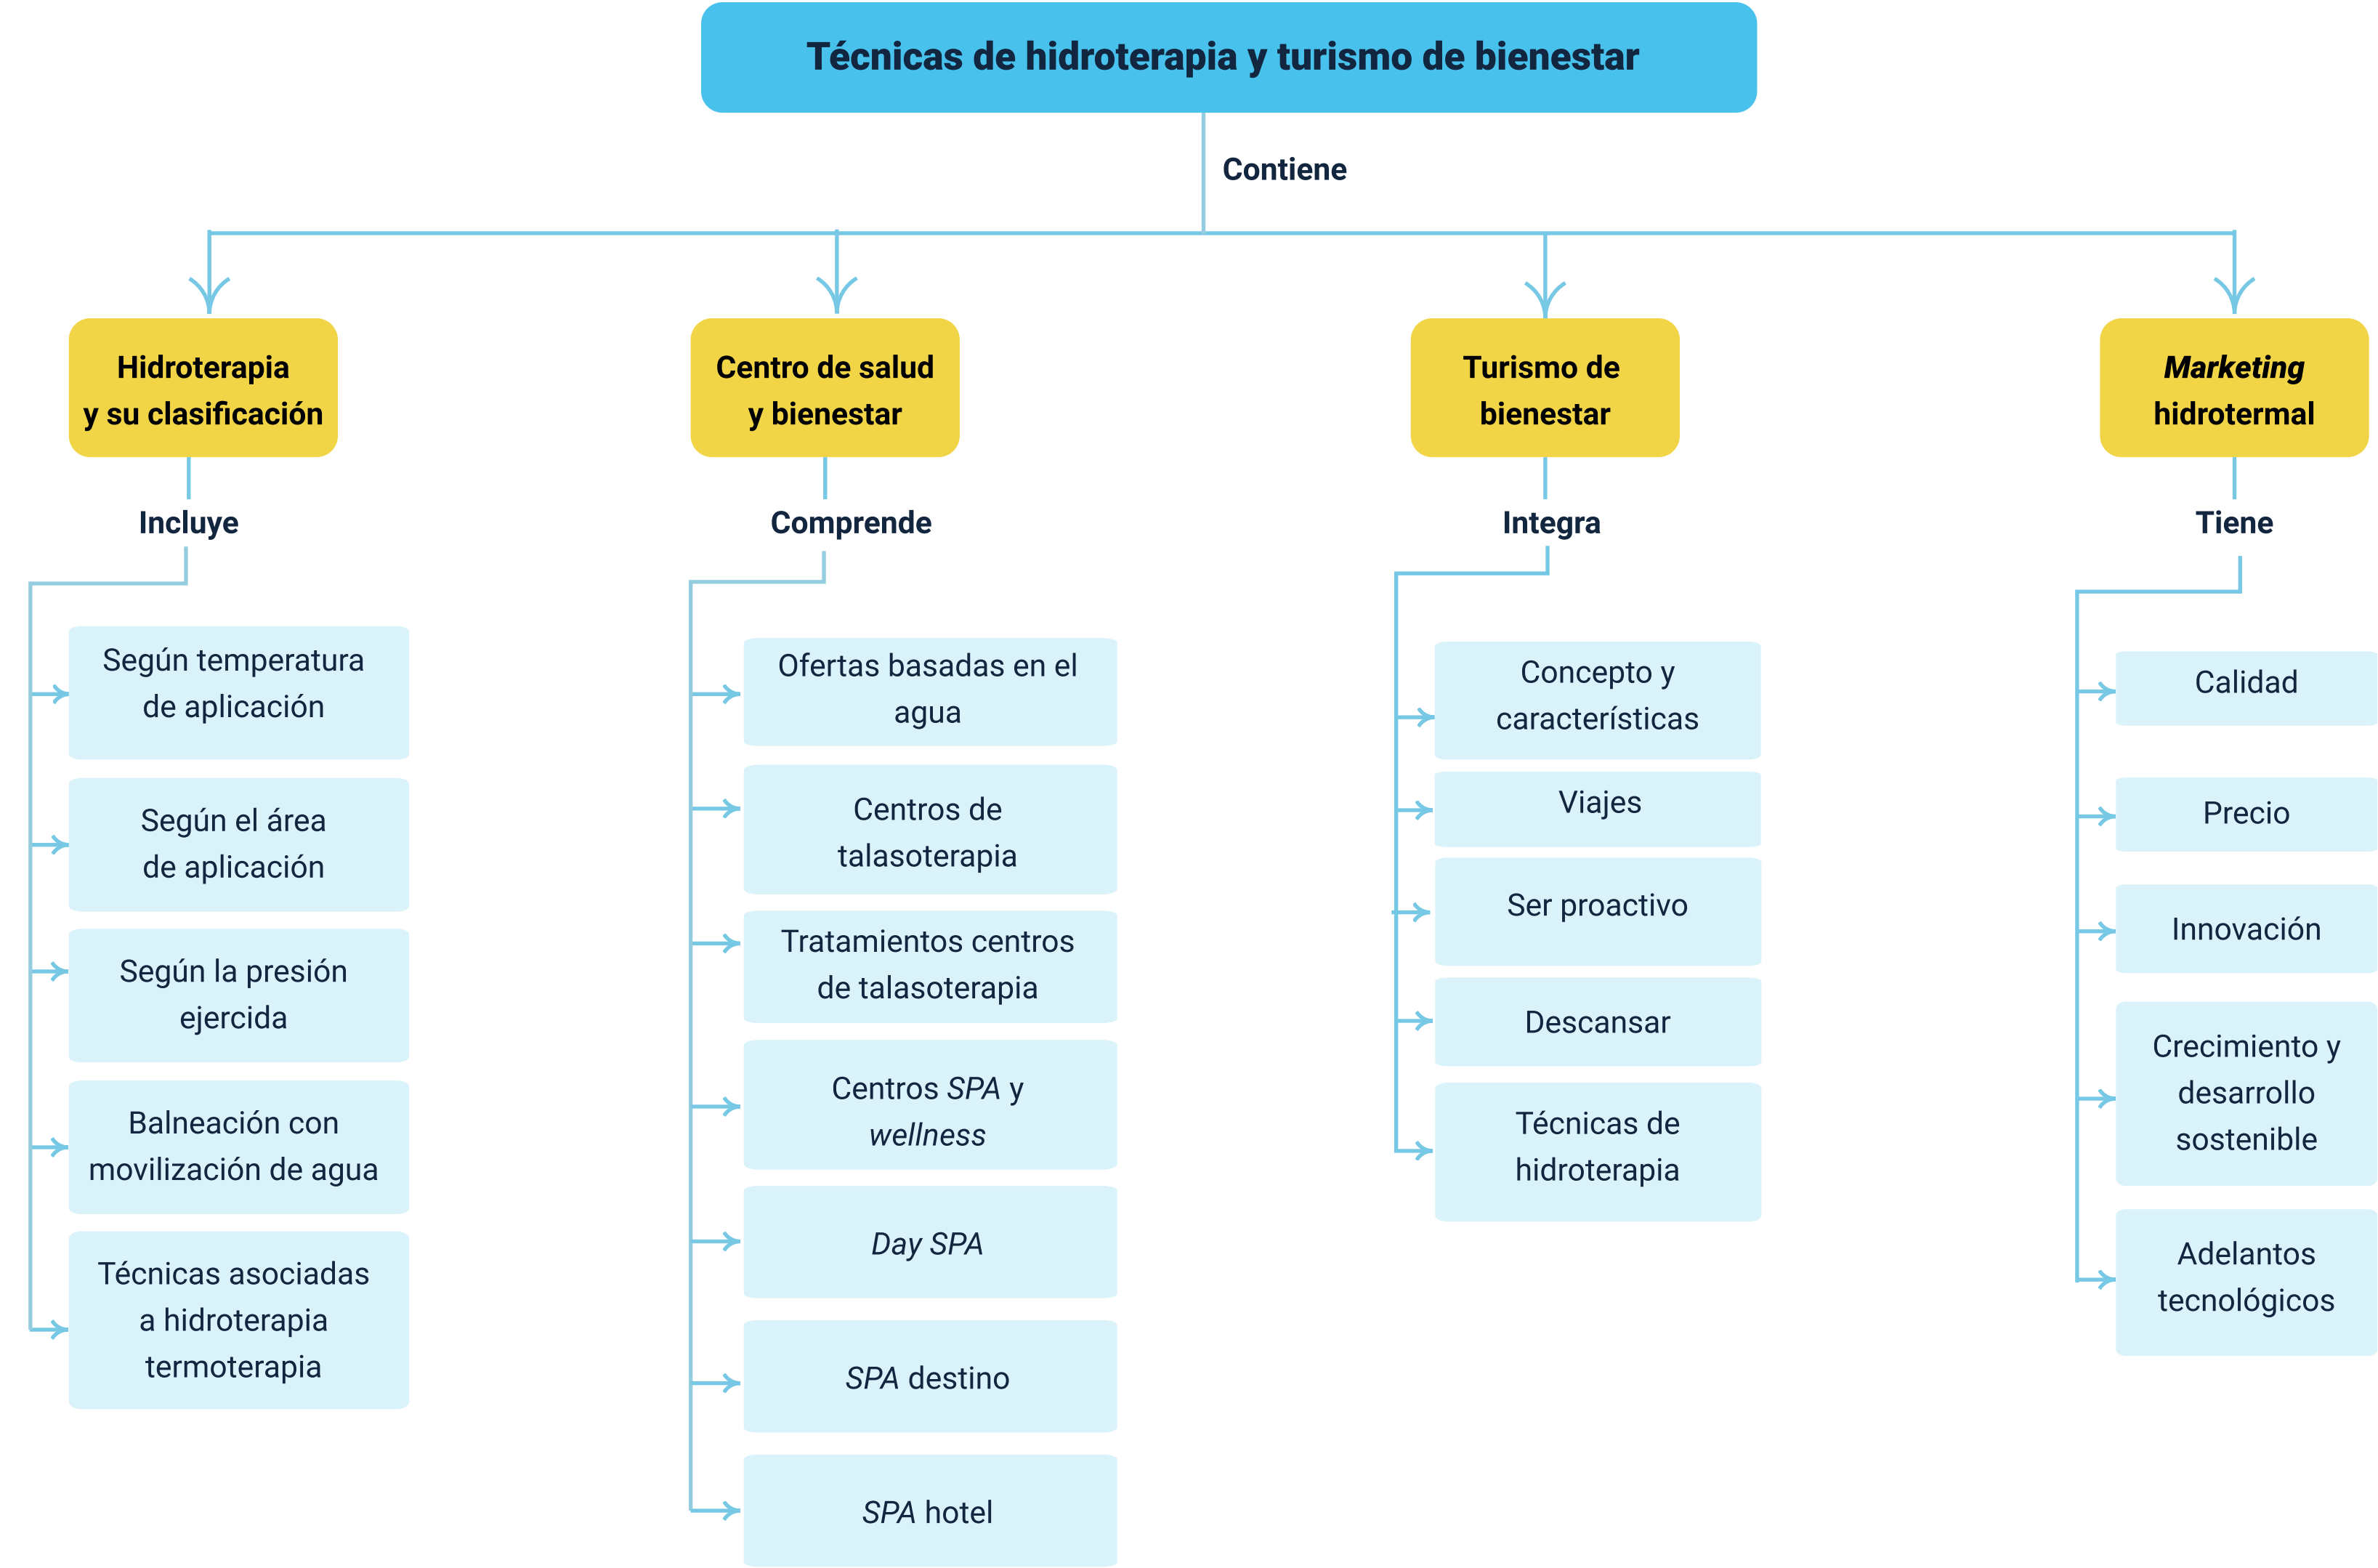 Técnicas de hidroterapia y turismo de bienestar
Contiene
Hidroterapia
y su clasificación
Incluye
Según temperatura
de aplicación
Según el área
de aplicación
Según la presión
ejercida
Balneación con
movilización de agua
Técnicas asociadas
a hidroterapia
termoterapia
Centro de salud
y bienestar
Comprende
Ofertas basadas en el
agua
Centros de
talasoterapia
Tratamientos centros
de talasoterapia
Centros SPA y
wellness
Day SPA
SPA destino
SPA hotel
Turismo de
bienestar
Integra
Concepto y
características
Viajes
Ser proactivo
Descansar
Técnicas de
hidroterapia
Marketing
hidrotermal
Tiene
Calidad
Precio
Innovación
Crecimiento y
desarrollo
sostenible
Adelantos
tecnológicos